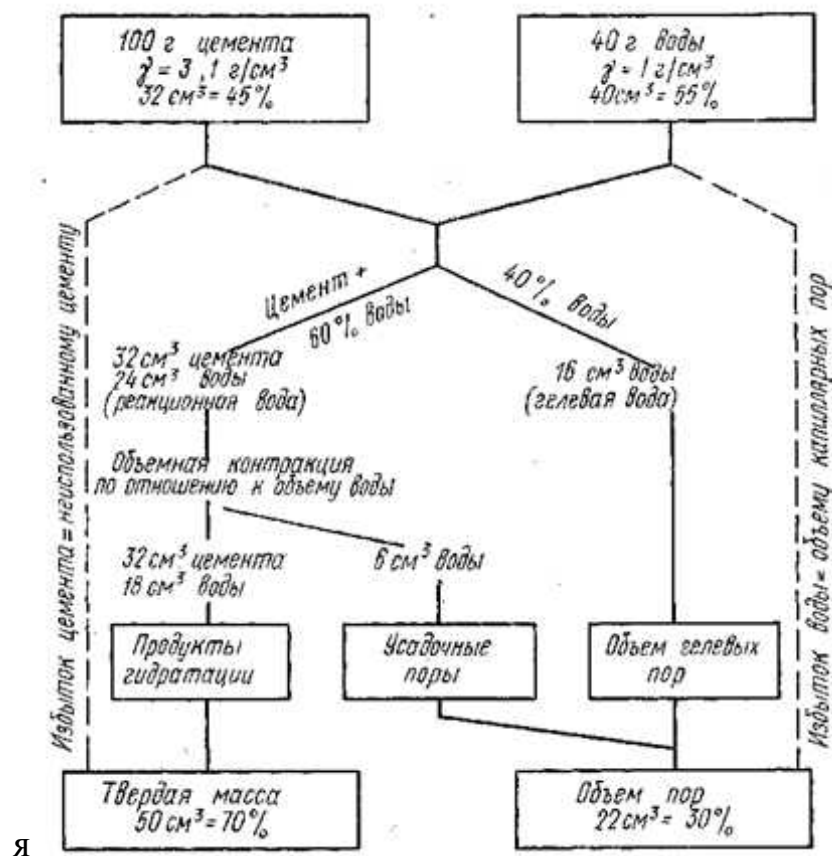 100 г цемента
γ = 3,1 г/см³
32 см³ = 45%
40 г воды
γ = 1 г/см³
40 см³ = 55%
Цемент +
60% воды
40% воды
32 см³ цемента
24 см³ воды
(реакционная вода)
16 см³ воды
(гелевая вода)
Объемная контракция
по отношению к объему воды
32 см³ цемента
18 см³ воды
6 см³ воды
Продукты
гидратации
Усадочные
поры
Объем гелевых
пор
Твердая масса
50 см³ = 70%
Объем пор
22 см³ = 30%
Избыток цемента = неиспользованному цементу
Избыток воды = объему капиллярных пор
я